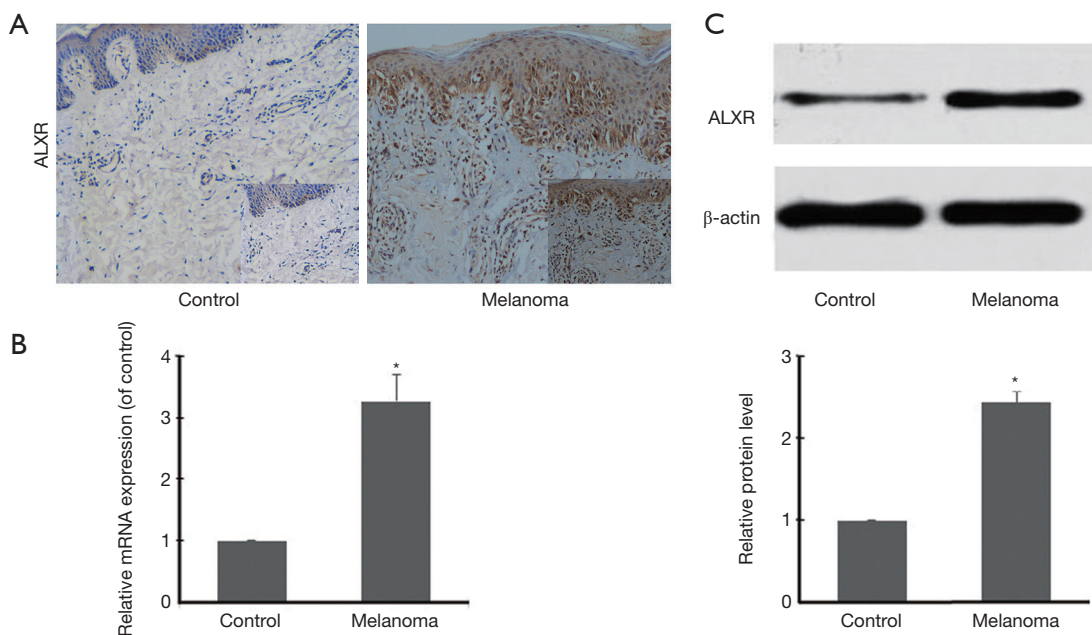 A
ALXR
Control
Melanoma
B
Relative mRNA expression (of control)
4
3
2
1
0
*
Control
Melanoma
C
ALXR
β-actin
Control
Melanoma
Relative protein level
3
2
1
0
*
Control
Melanoma